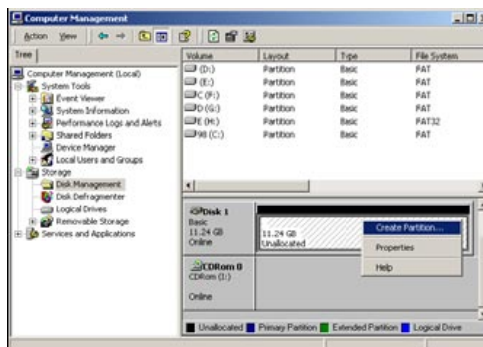 Computer Management
Action View
Tree
Computer Management (Local)
System Tools
Event Viewer
System Information
Performance Logs and Alerts
Shared Folders
Device Manager
Local Users and Groups
Storage
Disk Management
Disk Defragmenter
Logical Drives
Removable Storage
Services and Applications
Volume Layout Type File System
(D:) Partition Basic FAT
(E:) Partition Basic FAT
C (F:) Partition Basic FAT
D (G:) Partition Basic FAT
E (H:) Partition Basic FAT32
98 (C:) Partition Basic FAT
Disk 1
Basic
11.24 GB
Online
11.24 GB
Unallocated
Create Partition...
Properties
Help
CDRom 0
CDRom (I:)
Online
Unallocated Primary Partition Extended Partition Logical Drive